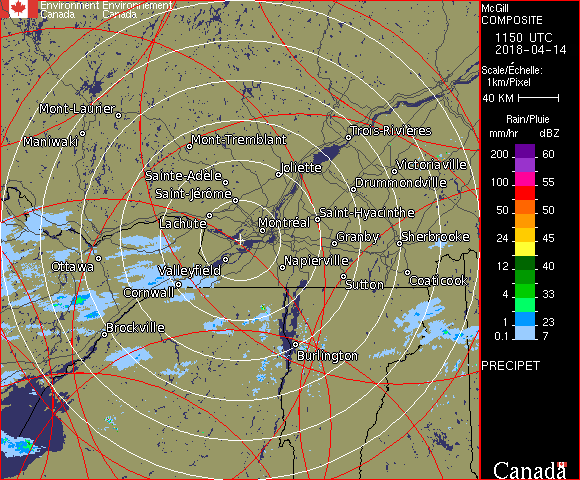 Environment Environnement
Canada Canada
McGill
COMPOSITE
1150 UTC
2018-04-14
Scale/Échelle:
1km/Pixel
40 KM
Rain/Pluie
mm/hr dBZ
200 60
100 55
50 50
24 45
12 40
4 33
1 23
0.1 7
PRECIPET
Canada
Mont-Laurier
Maniwaki
Mont-Tremblant
Trois-Rivières
Sainte-Adèle
Joliette
Victoriaville
Saint-Jérôme
Drummondville
Lachute
Montréal
Saint-Hyacinthe
Ottawa
Granby
Sherbrooke
Valleyfield
Napierville
Cornwall
Sutton
Coaticook
Brockville
Burlington